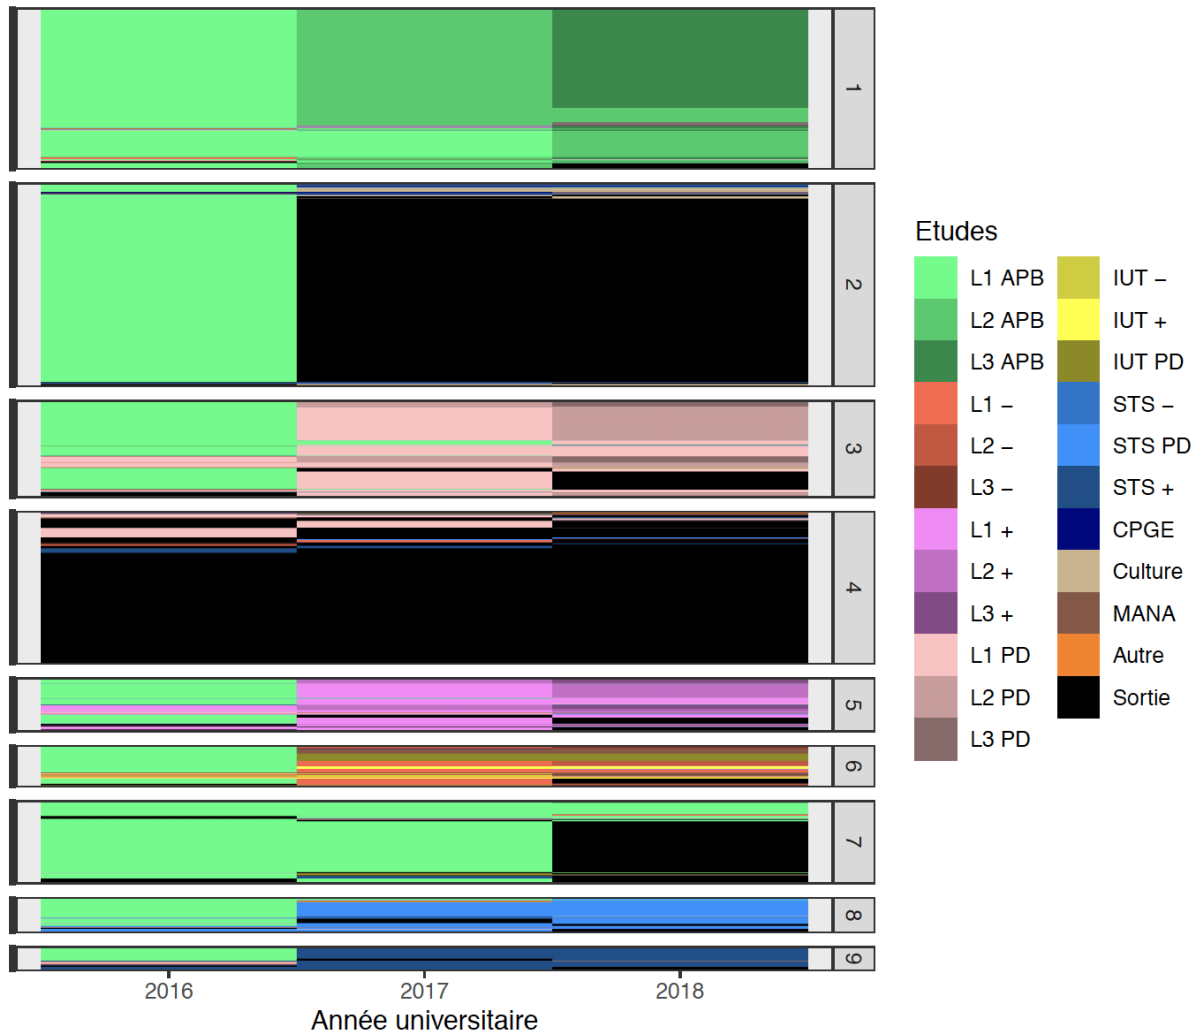 1
2
3
4
5
6
7
8
9
2016
2017
2018
Année universitaire
Etudes
L1 APB
L2 APB
L3 APB
L1 −
L2 −
L3 −
L1 +
L2 +
L3 +
L1 PD
L2 PD
L3 PD
IUT −
IUT +
IUT PD
STS −
STS PD
STS +
CPGE
Culture
MANA
Autre
Sortie